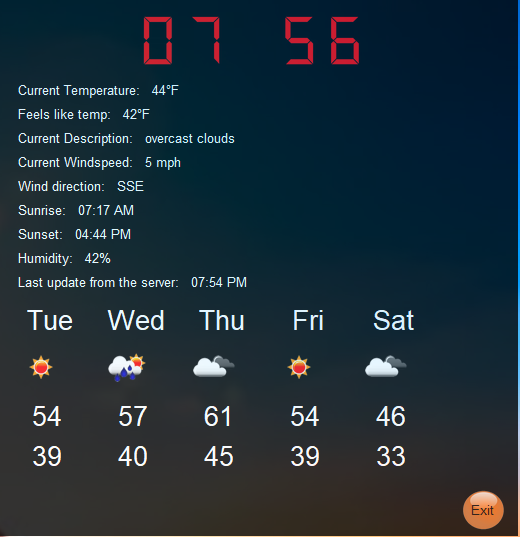 07 56
Current Temperature: 44°F
Feels like temp: 42°F
Current Description: overcast clouds
Current Windspeed: 5 mph
Wind direction: SSE
Sunrise: 07:17 AM
Sunset: 04:44 PM
Humidity: 42%
Last update from the server: 07:54 PM
Tue Wed Thu Fri Sat
54 57 61 54 46
39 40 45 39 33
Exit